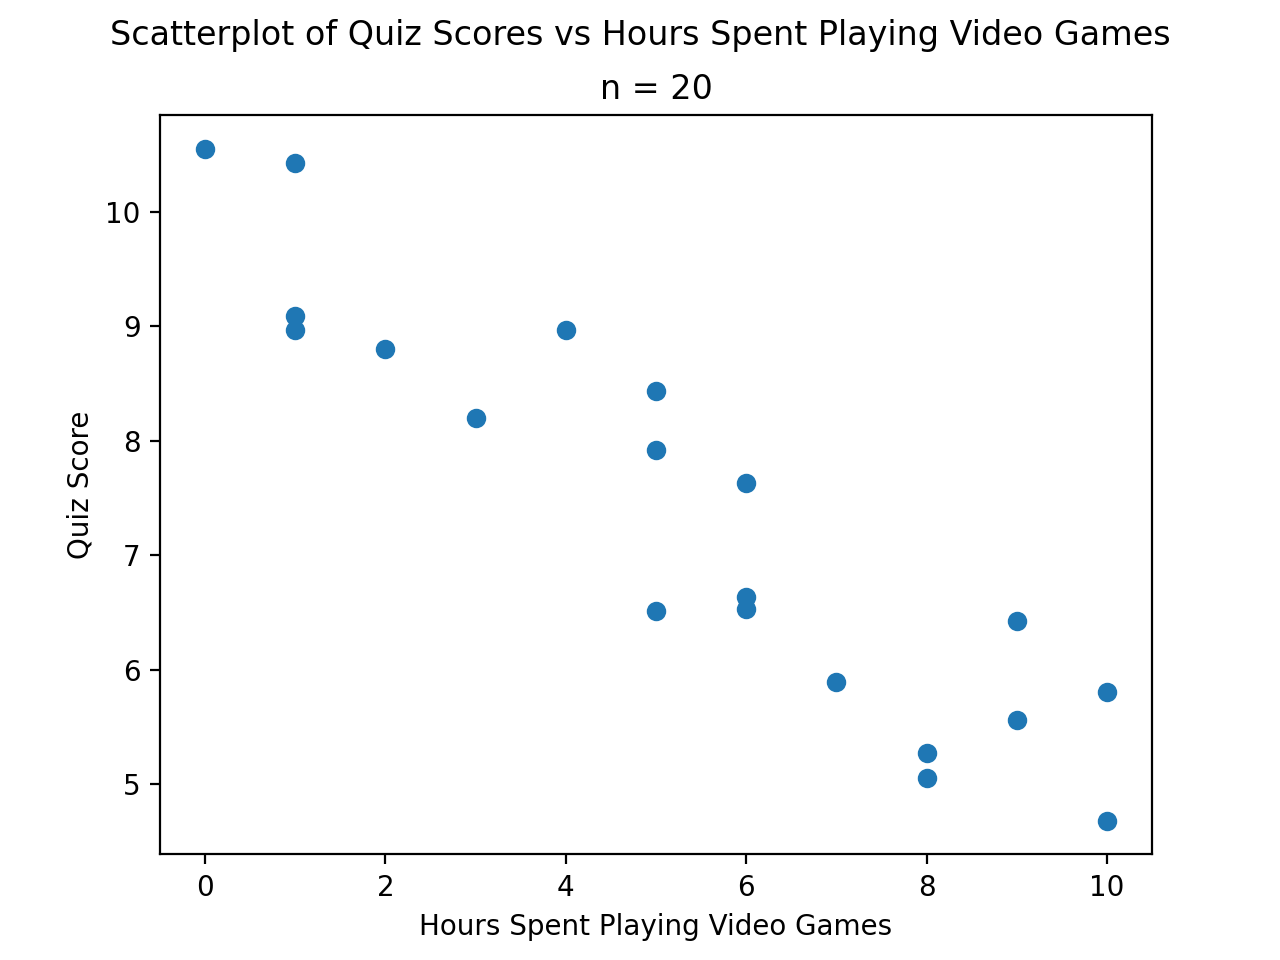 Scatterplot of Quiz Scores vs Hours Spent Playing Video Games
n = 20
Quiz Score
10
9
8
7
6
5
0 2 4 6 8 10
Hours Spent Playing Video Games